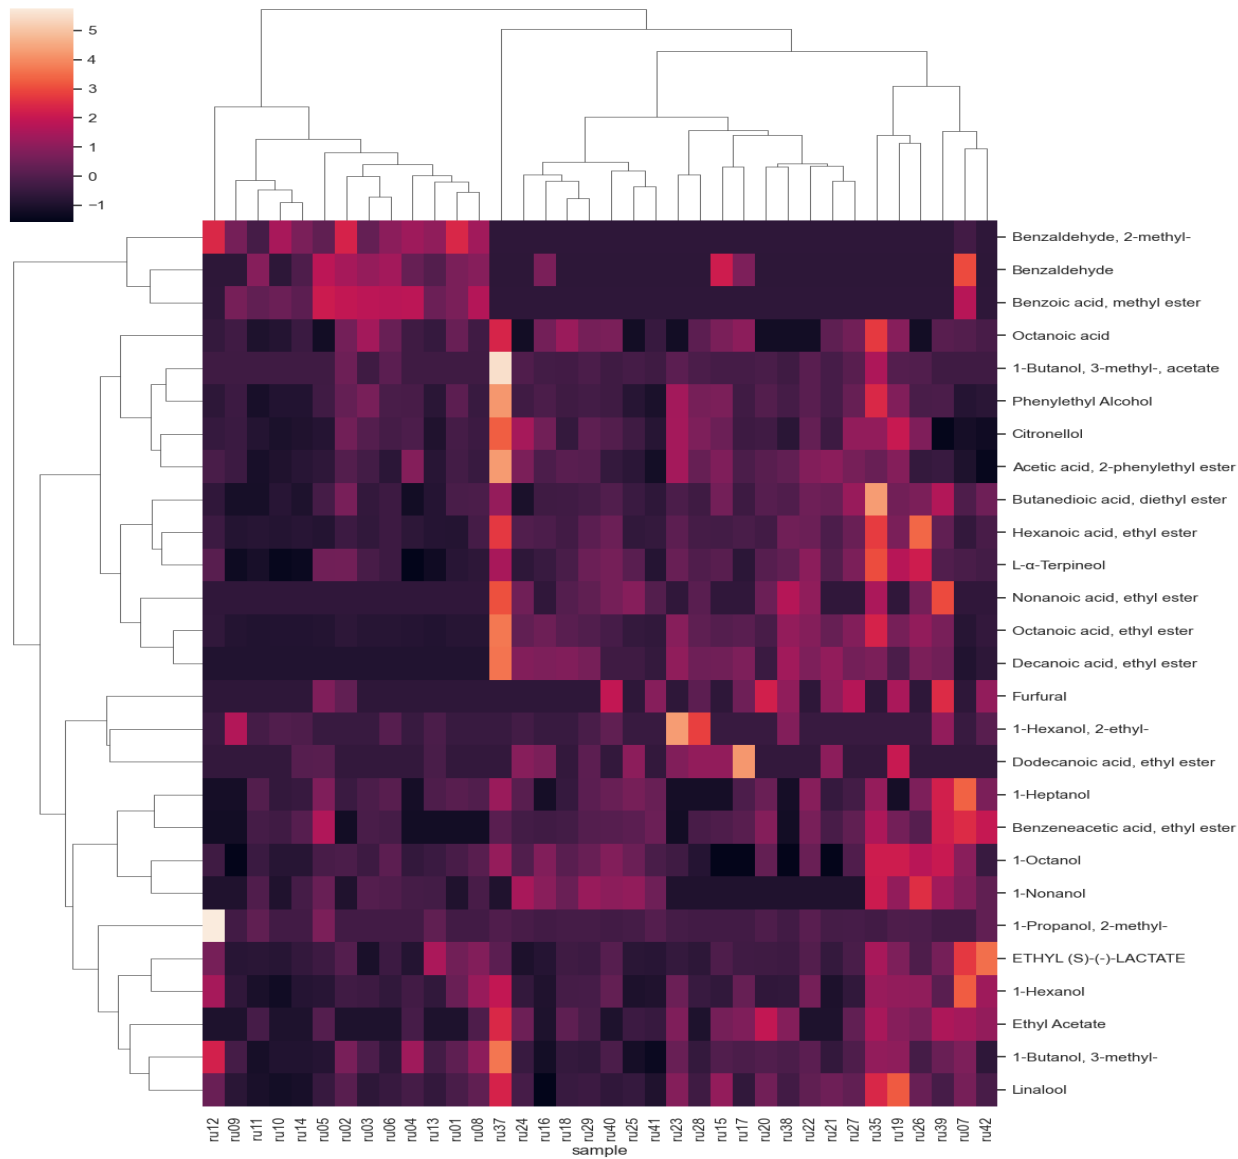 5
4
3
2
1
0
−1
Benzaldehyde, 2-methyl-
Benzaldehyde
Benzoic acid, methyl ester
Octanoic acid
1-Butanol, 3-methyl-, acetate
Phenylethyl Alcohol
Citronellol
Acetic acid, 2-phenylethyl ester
Butanedioic acid, diethyl ester
Hexanoic acid, ethyl ester
L-α-Terpineol
Nonanoic acid, ethyl ester
Octanoic acid, ethyl ester
Decanoic acid, ethyl ester
Furfural
1-Hexanol, 2-ethyl-
Dodecanoic acid, ethyl ester
1-Heptanol
Benzeneacetic acid, ethyl ester
1-Octanol
1-Nonanol
1-Propanol, 2-methyl-
ETHYL (S)-(-)-LACTATE
1-Hexanol
Ethyl Acetate
1-Butanol, 3-methyl-
Linalool
ru12
ru09
ru11
ru10
ru14
ru05
ru02
ru03
ru06
ru04
ru13
ru01
ru08
ru37
ru24
ru16
ru18
ru29
ru40
ru25
ru41
ru23
ru28
ru15
ru17
ru20
ru38
ru22
ru21
ru27
ru35
ru19
ru26
ru39
ru07
ru42
sample